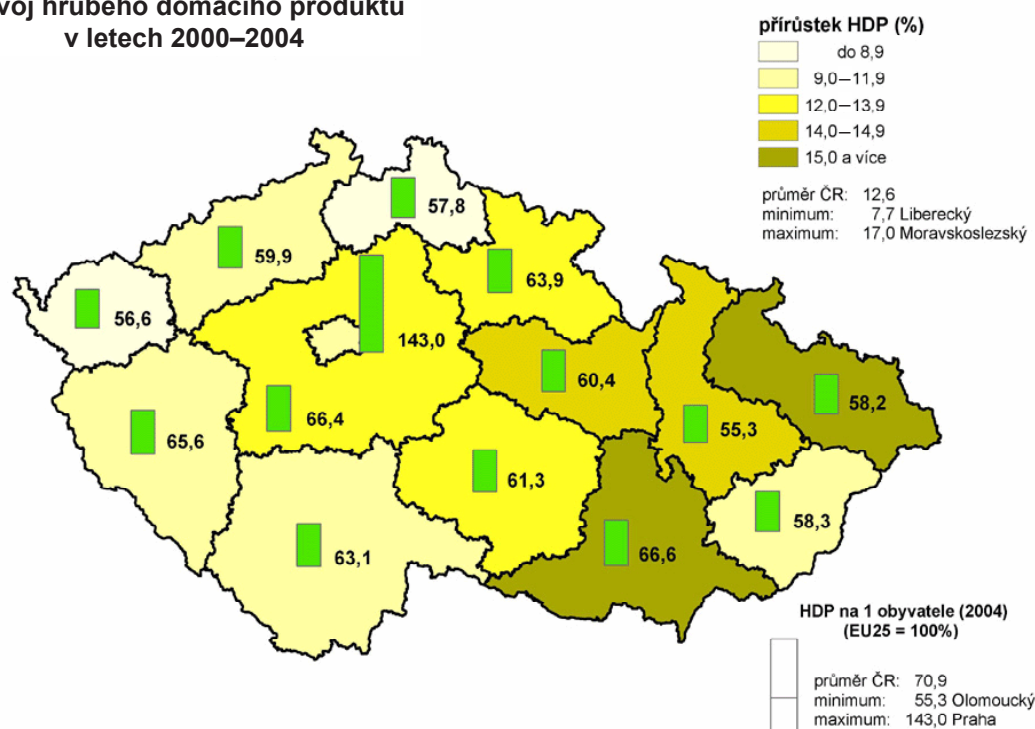 voj hrubého domácího produktu
v letech 2000–2004
přírůstek HDP (%)
do 8,9
9,0—11,9
12,0—13,9
14,0—14,9
15,0 a více
průměr ČR: 12,6
minimum: 7,7 Liberecký
maximum: 17,0 Moravskoslezský
57,8
59,9
63,9
56,6
143,0
60,4
58,2
66,4
55,3
65,6
61,3
58,3
63,1
66,6
HDP na 1 obyvatele (2004)
(EU25 = 100%)
průměr ČR: 70,9
minimum: 55,3 Olomoucký
maximum: 143,0 Praha